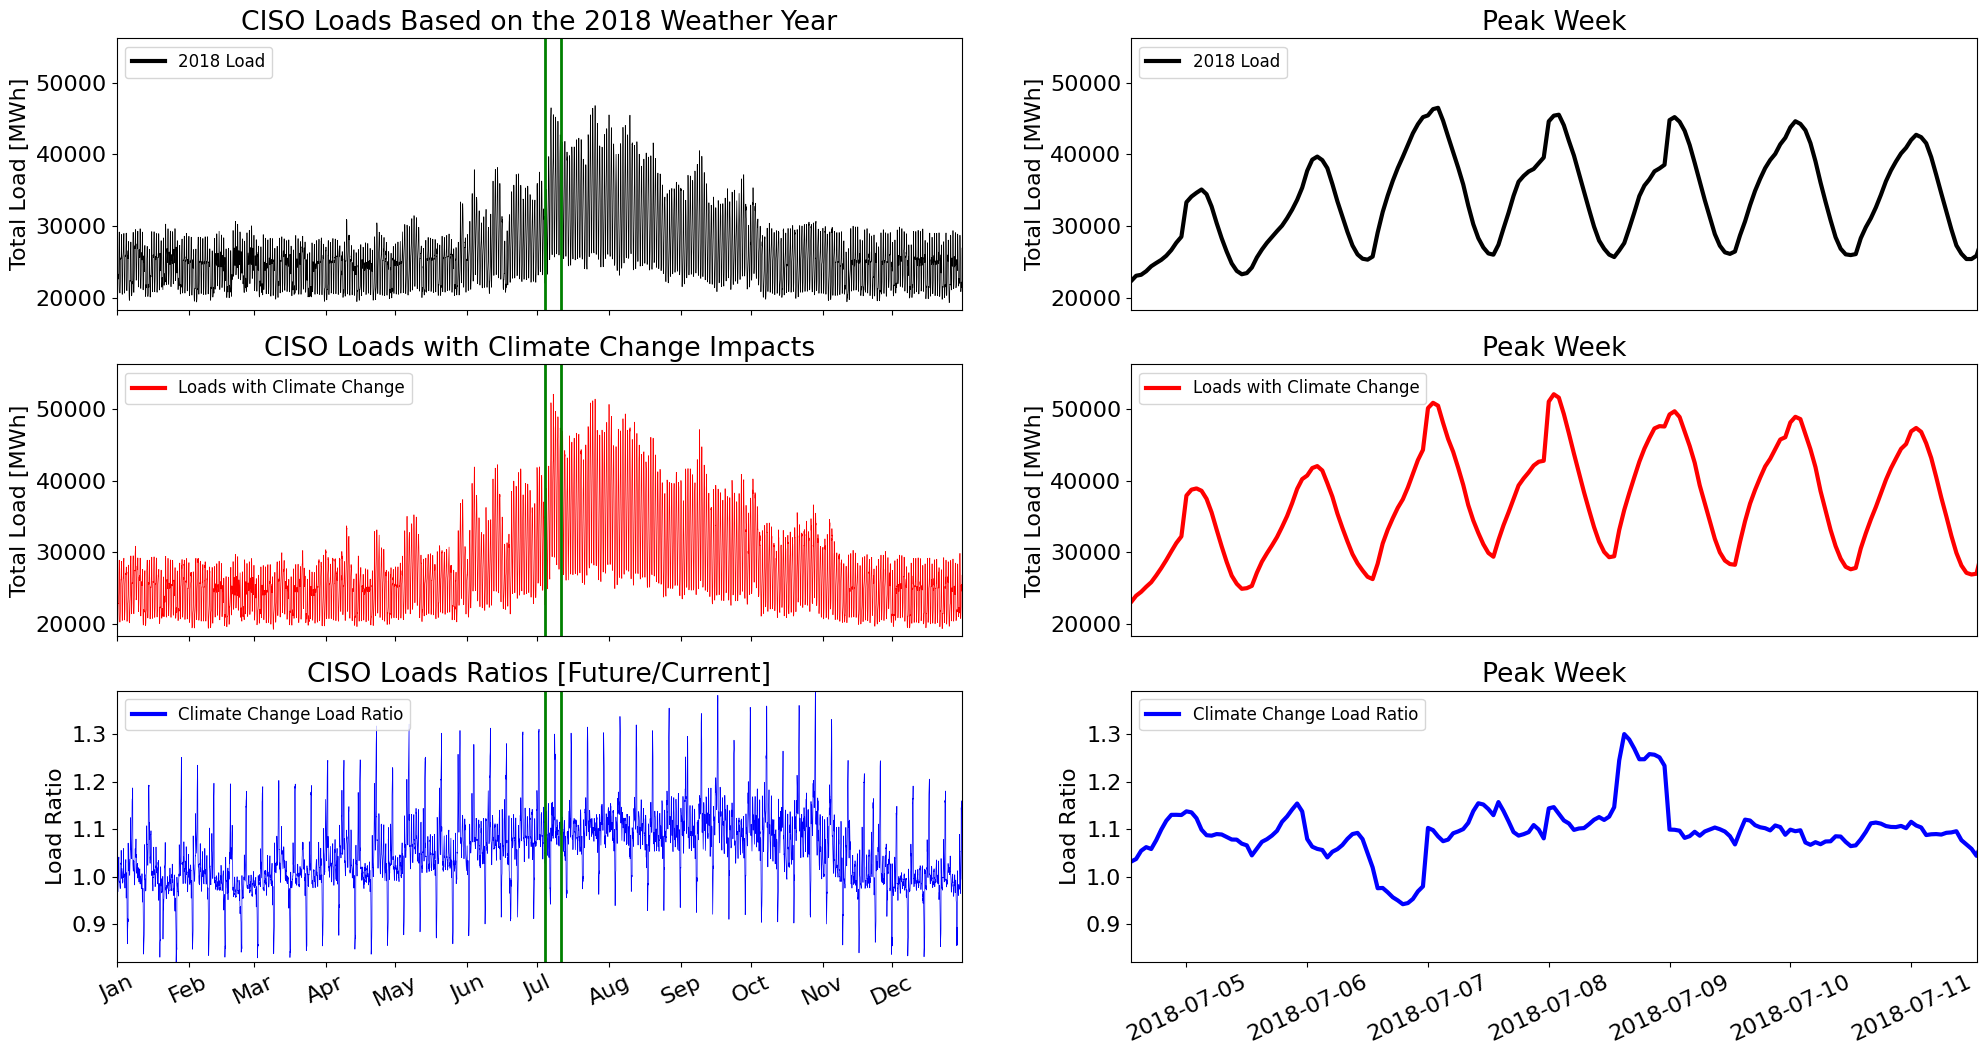 CISO Loads Based on the 2018 Weather Year
Total Load [MWh]
50000
40000
30000
20000
2018 Load
Peak Week
Total Load [MWh]
50000
40000
30000
20000
2018 Load
CISO Loads with Climate Change Impacts
Total Load [MWh]
50000
40000
30000
20000
Loads with Climate Change
Peak Week
Total Load [MWh]
50000
40000
30000
20000
Loads with Climate Change
CISO Loads Ratios [Future/Current]
Load Ratio
1.3
1.2
1.1
1.0
0.9
Climate Change Load Ratio
Jan Feb Mar Apr May Jun Jul Aug Sep Oct Nov Dec
Peak Week
Load Ratio
1.3
1.2
1.1
1.0
0.9
Climate Change Load Ratio
2018-07-05 2018-07-06 2018-07-07 2018-07-08 2018-07-09 2018-07-10 2018-07-11